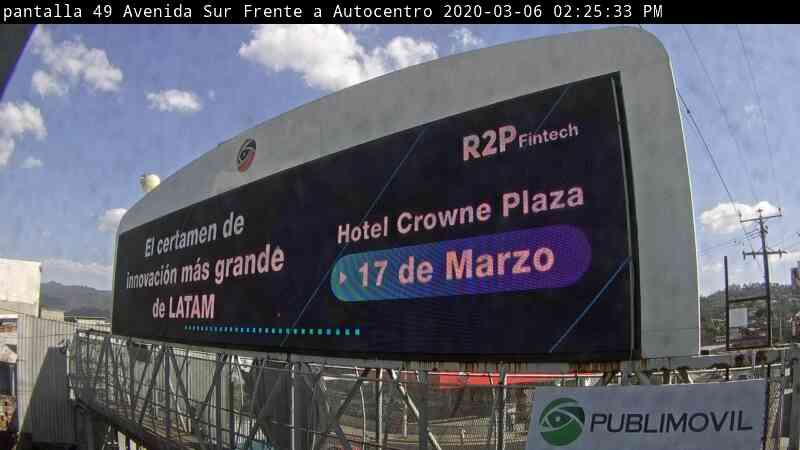 pantalla 49 Avenida Sur Frente a Autocentro 2020-03-06 02:25:33 PM
R2P Fintech
El certamen de
innovación más grande
de LATAM
Hotel Crowne Plaza
17 de Marzo
PUBLIMOVIL